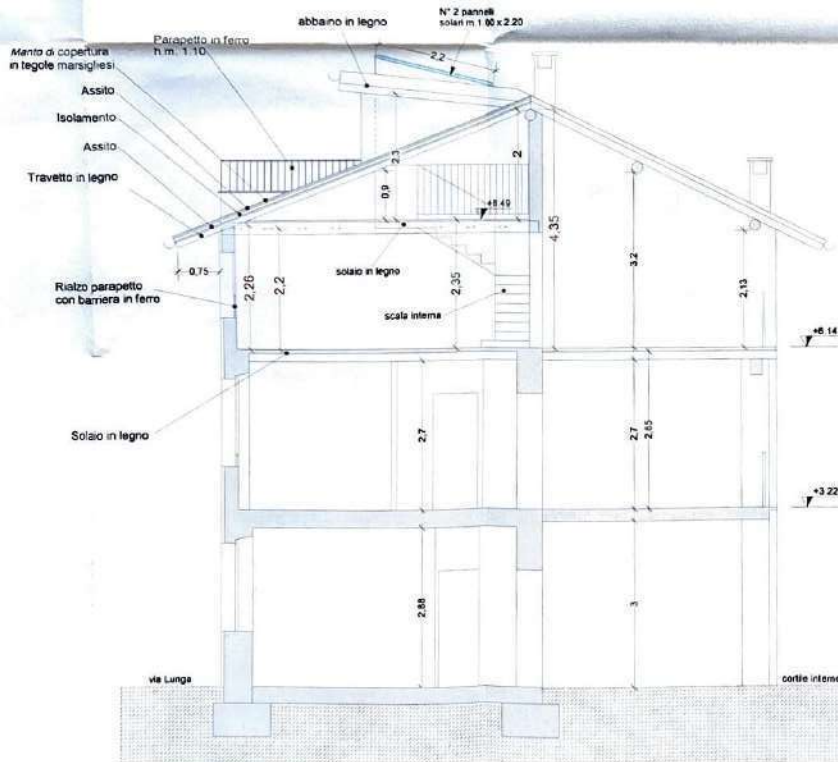 abbaino in legno
N° 2 pannelli
solari m 1.00 x 2.20
Parapetto in ferro
h.m. 1.10
Manto di copertura
in tegole marsigliesi
2,2
Assito
Isolamento
Assito
Travetto in legno
2,3
2
0,9
+8.49
4,35
3,2
0,75
2,26
2,2
solaio in legno
2,35
scala interna
2,13
Rialzo parapetto
con barriera in ferro
+6.14
Solaio in legno
2,7
2,7
2,65
+3.22
2,88
3
via Lunga
cortile interno